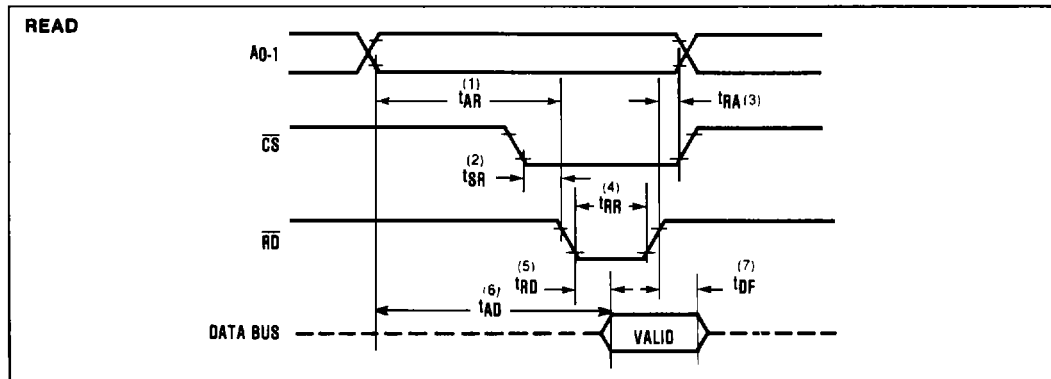 READ
A0-1
(1)
tAR
tRA (3)
CS
(2)
tSR
(4)
tRR
RD
(5)
tRD
(7)
tDF
(6)
tAD
DATA BUS
VALID